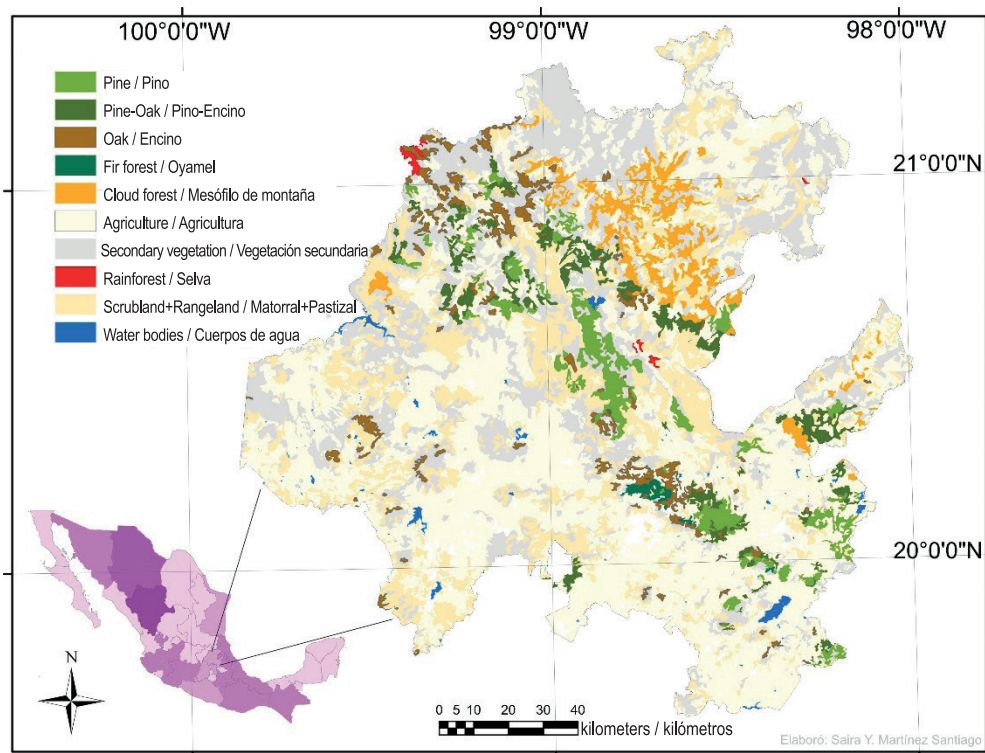 100°0'0"W
99°0'0"W
98°0'0"W
Pine / Pino
Pine-Oak / Pino-Encino
Oak / Encino
Fir forest / Oyamel
Cloud forest / Mesófilo de montaña
Agriculture / Agricultura
Secondary vegetation / Vegetación secundaria
Rainforest / Selva
Scrubland+Rangeland / Matorral+Pastizal
Water bodies / Cuerpos de agua
21°0'0"N
20°0'0"N
N
0 5 10 20 30 40
kilometers / kilómetros
Elaboró: Saira Y. Martínez Santiago